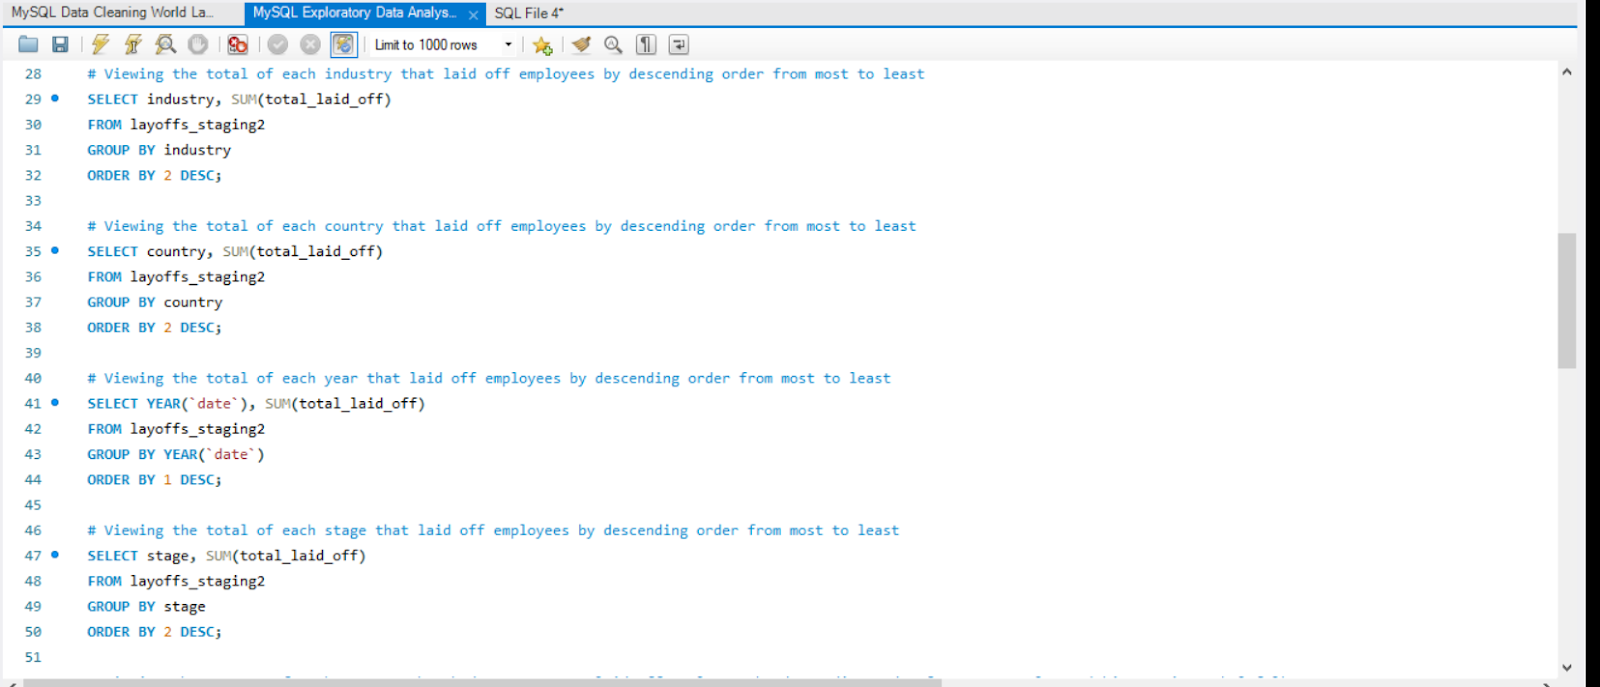 MySQL Data Cleaning World La... MySQL Exploratory Data Analys... SQL File 4*
Limit to 1000 rows
28 # Viewing the total of each industry that laid off employees by descending order from most to least
29 SELECT industry, SUM(total_laid_off)
30 FROM layoffs_staging2
31 GROUP BY industry
32 ORDER BY 2 DESC;
33
34 # Viewing the total of each country that laid off employees by descending order from most to least
35 SELECT country, SUM(total_laid_off)
36 FROM layoffs_staging2
37 GROUP BY country
38 ORDER BY 2 DESC;
39
40 # Viewing the total of each year that laid off employees by descending order from most to least
41 SELECT YEAR(`date`), SUM(total_laid_off)
42 FROM layoffs_staging2
43 GROUP BY YEAR(`date`)
44 ORDER BY 1 DESC;
45
46 # Viewing the total of each stage that laid off employees by descending order from most to least
47 SELECT stage, SUM(total_laid_off)
48 FROM layoffs_staging2
49 GROUP BY stage
50 ORDER BY 2 DESC;
51